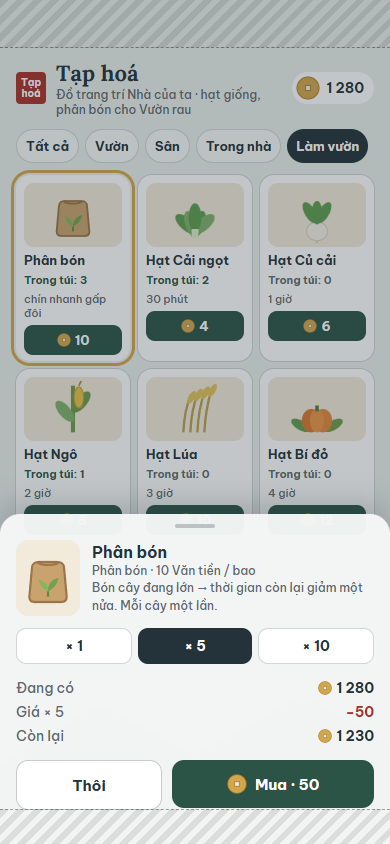 Tạp hoá
Tạp hoá
Đồ trang trí Nhà của ta · hạt giống,
phân bón cho Vườn rau
1 280
Tất cả
Vườn
Sân
Trong nhà
Làm vườn
Phân bón
Trong túi: 3
chín nhanh gấp
đôi
10
Hạt Cải ngọt
Trong túi: 2
30 phút
4
Hạt Củ cải
Trong túi: 0
1 giờ
6
Hạt Ngô
Trong túi: 1
2 giờ
Hạt Lúa
Trong túi: 0
3 giờ
Hạt Bí đỏ
Trong túi: 0
4 giờ
Phân bón
Phân bón · 10 Văn tiền / bao
Bón cây đang lớn → thời gian còn lại giảm một
nửa. Mỗi cây một lần.
× 1
× 5
× 10
Đang có
1 280
Giá × 5
-50
Còn lại
1 230
Thôi
Mua · 50